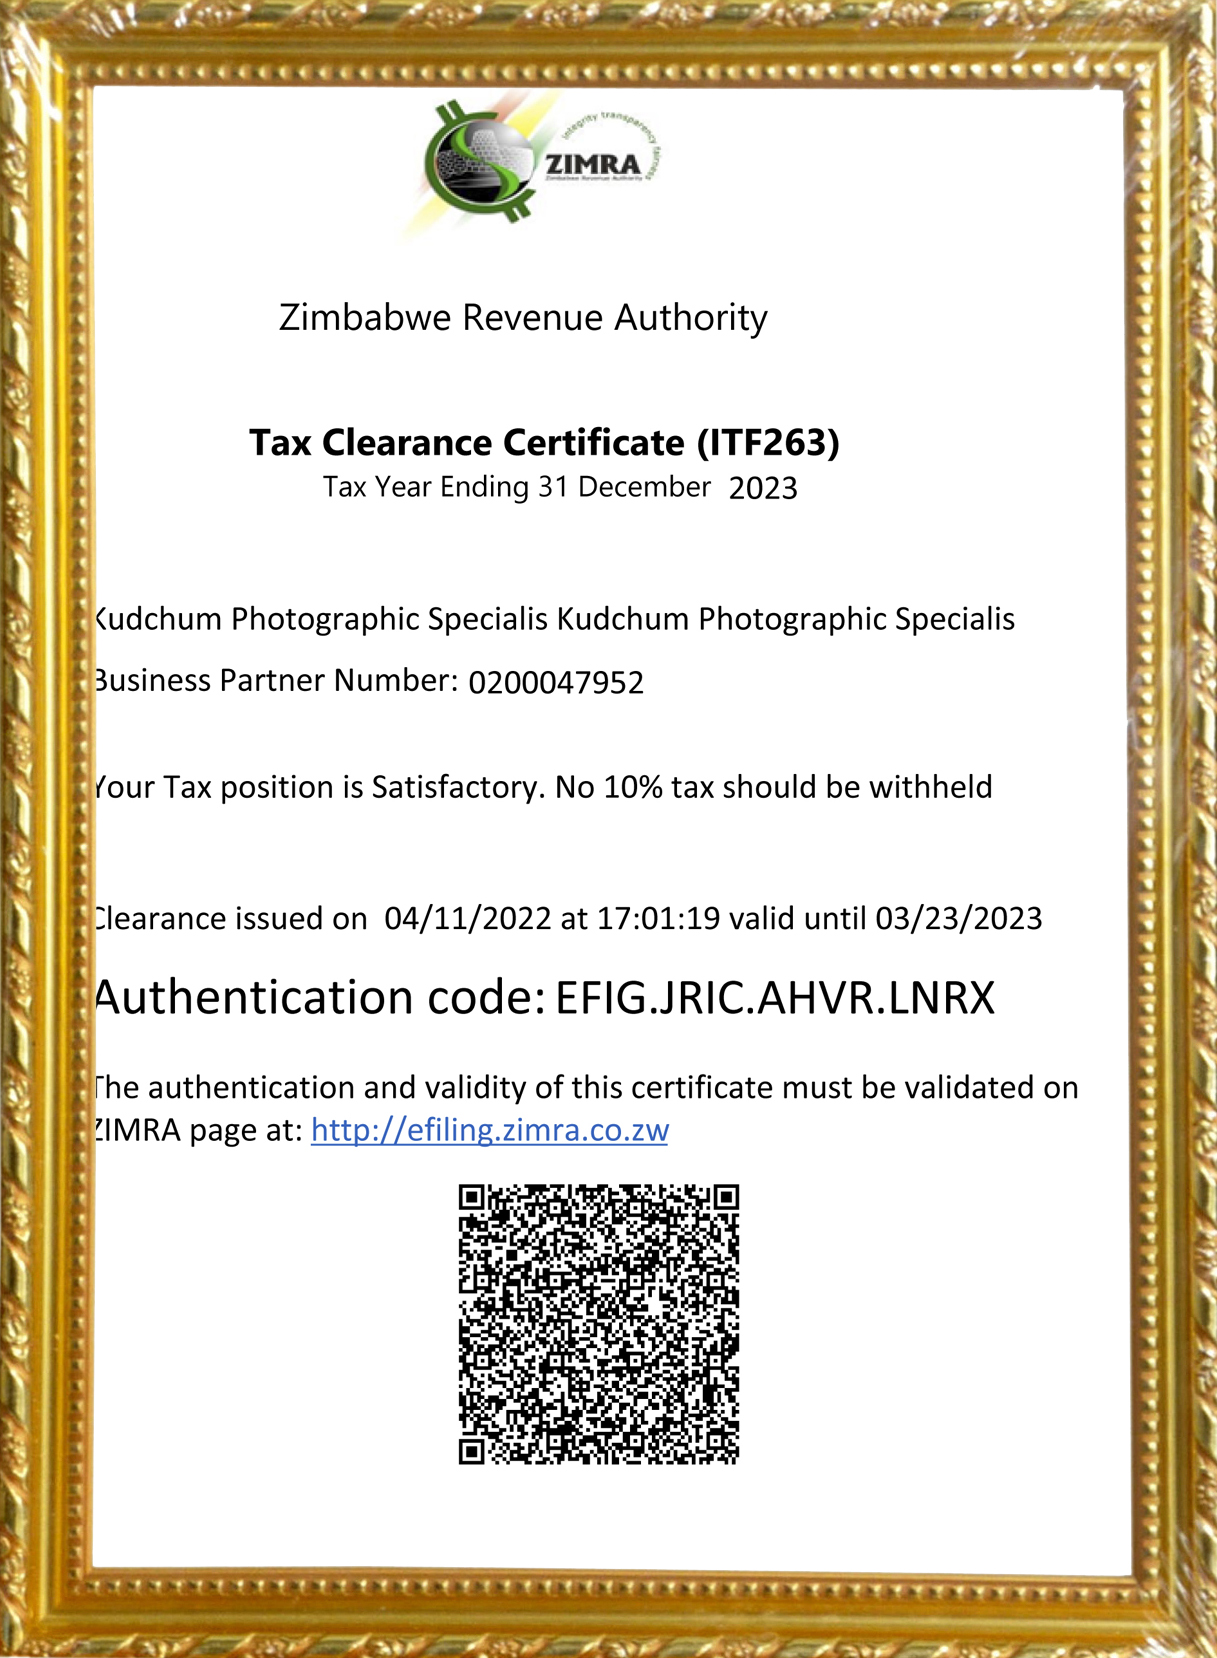 integrity transparency fairness
ZIMRA
Zimbabwe Revenue Authority
Zimbabwe Revenue Authority
Tax Clearance Certificate (ITF263)
Tax Year Ending 31 December 2023
Kudchum Photographic Specialis Kudchum Photographic Specialis
Business Partner Number: 0200047952
Your Tax position is Satisfactory. No 10% tax should be withheld
Clearance issued on 04/11/2022 at 17:01:19 valid until 03/23/2023
Authentication code: EFIG.JRIC.AHVR.LNRX
The authentication and validity of this certificate must be validated on
ZIMRA page at: http://efiling.zimra.co.zw